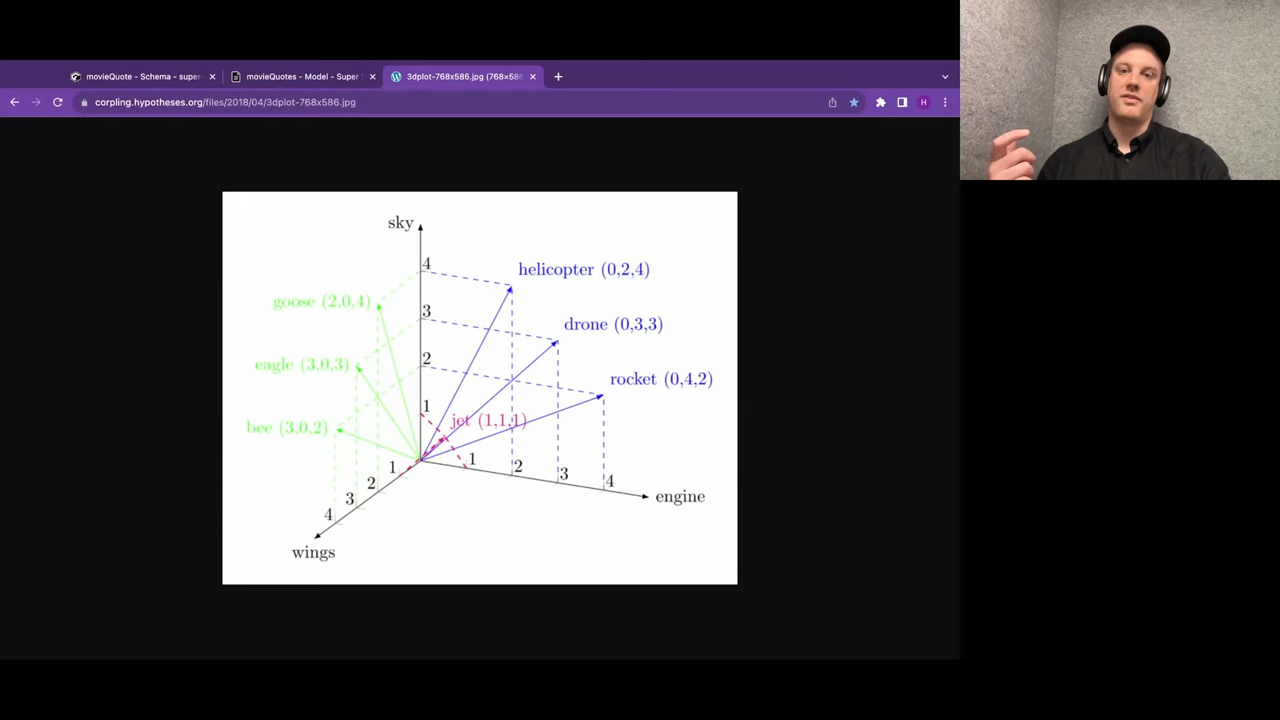 movieQuote - Schema - super
movieQuotes - Model - Super
3dplot-768x586.jpg (768×586
corpling.hypotheses.org/files/2018/04/3dplot-768x586.jpg
H
sky
4
helicopter (0,2,4)
goose (2,0,4)
3
drone (0,3,3)
2
eagle (3,0,3)
rocket (0,4,2)
1
jet (1,1,1)
bee (3,0,2)
1
1
2
2
3
3
4
4
engine
wings